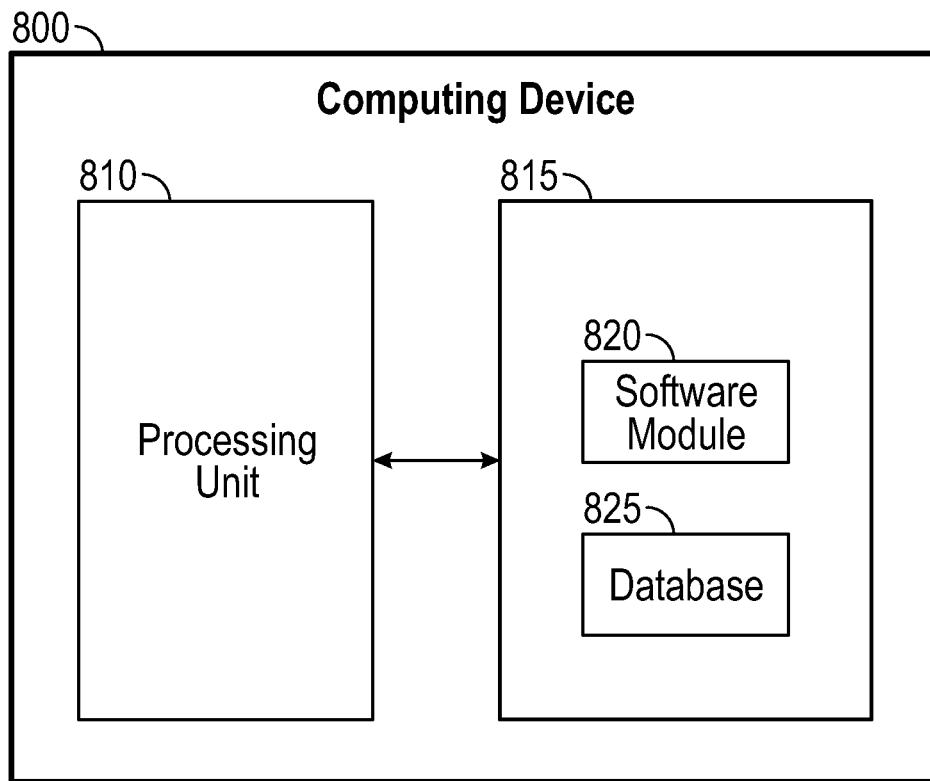 800
Computing Device
810
815
Processing
Unit
820
Software
Module
825
Database